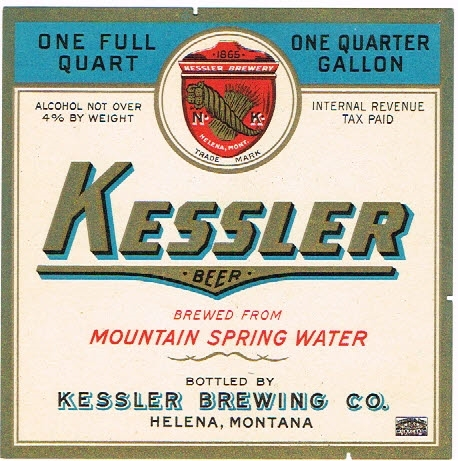 ONE FULL
QUART
ONE QUARTER
GALLON
·1865·
KESSLER BREWERY
N· K·
HELENA, MONT.
TRADE MARK
ALCOHOL NOT OVER
4% BY WEIGHT
INTERNAL REVENUE
TAX PAID
KESSLER
·BEER·
BREWED FROM
MOUNTAIN SPRING WATER
BOTTLED BY
KESSLER BREWING CO.
HELENA, MONTANA